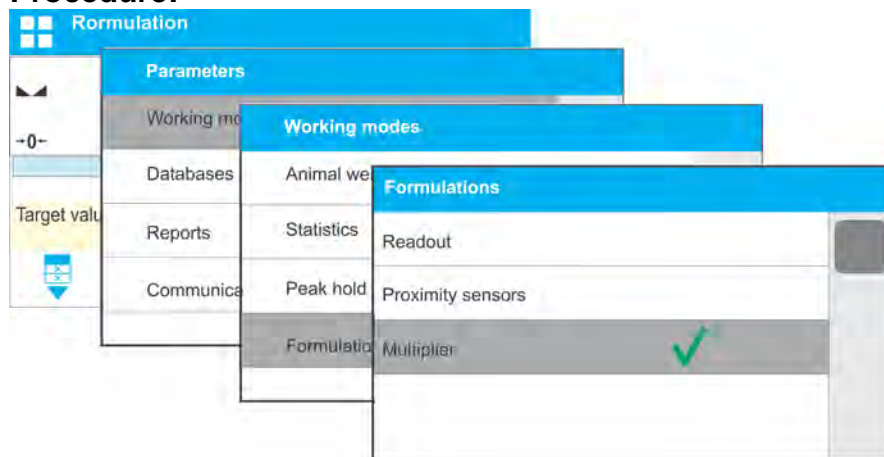 Procedure:
Rormulation
→0←
Target valu
Parameters
Working mo
Databases
Reports
Communica
Working modes
Animal we
Statistics
Peak hold
Formulatio
Formulations
Readout
Proximity sensors
Multiplier